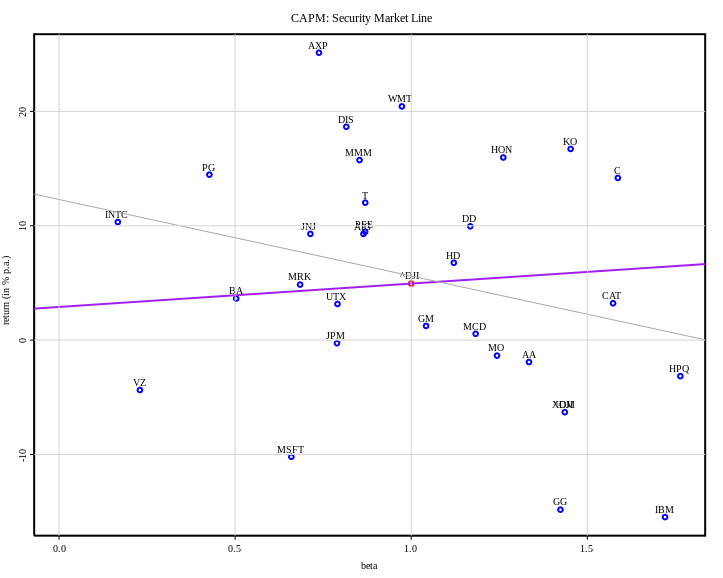 CAPM: Security Market Line
AXP
WMT
DIS
KO
HON
MMM
PG
C
T
INTC
DD
JNJ
HD
^DJI
MRK
BA
UTX
CAT
GM
MCD
JPM
MO
AA
HPQ
VZ
MSFT
GG
IBM
20
10
0
-10
return (in % p.a.)
0.0 0.5 1.0 1.5
beta